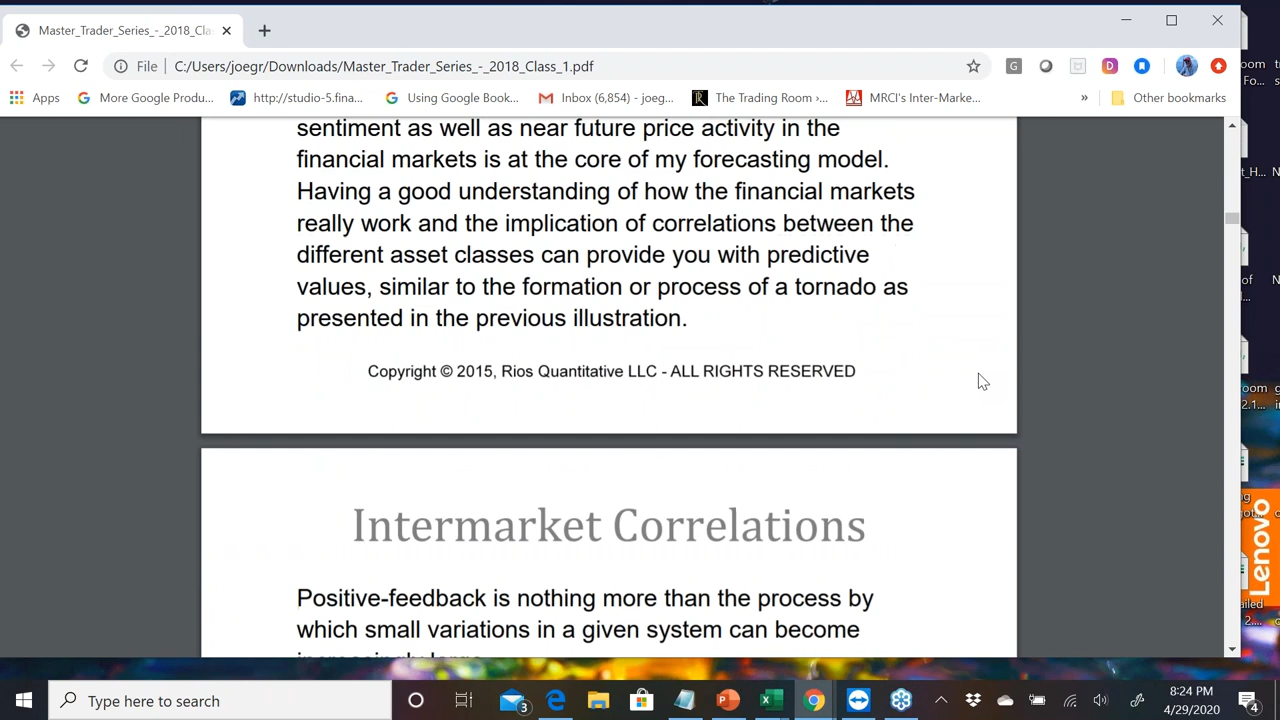 Master_Trader_Series_-_2018_Cla
File
C:/Users/joegr/Downloads/Master_Trader_Series_-_2018_Class_1.pdf
Apps
More Google Produ...
http://studio-5.fina...
Using Google Book...
Inbox (6,854) - joeg...
The Trading Room >...
MRCI's Inter-Marke...
»
Other bookmarks
sentiment as well as near future price activity in the
financial markets is at the core of my forecasting model.
Having a good understanding of how the financial markets
really work and the implication of correlations between the
different asset classes can provide you with predictive
values, similar to the formation or process of a tornado as
presented in the previous illustration.
Copyright © 2015, Rios Quantitative LLC - ALL RIGHTS RESERVED
Intermarket Correlations
Positive-feedback is nothing more than the process by
which small variations in a given system can become
Lenovo
Type here to search
3
8:24 PM
4/29/2020
4